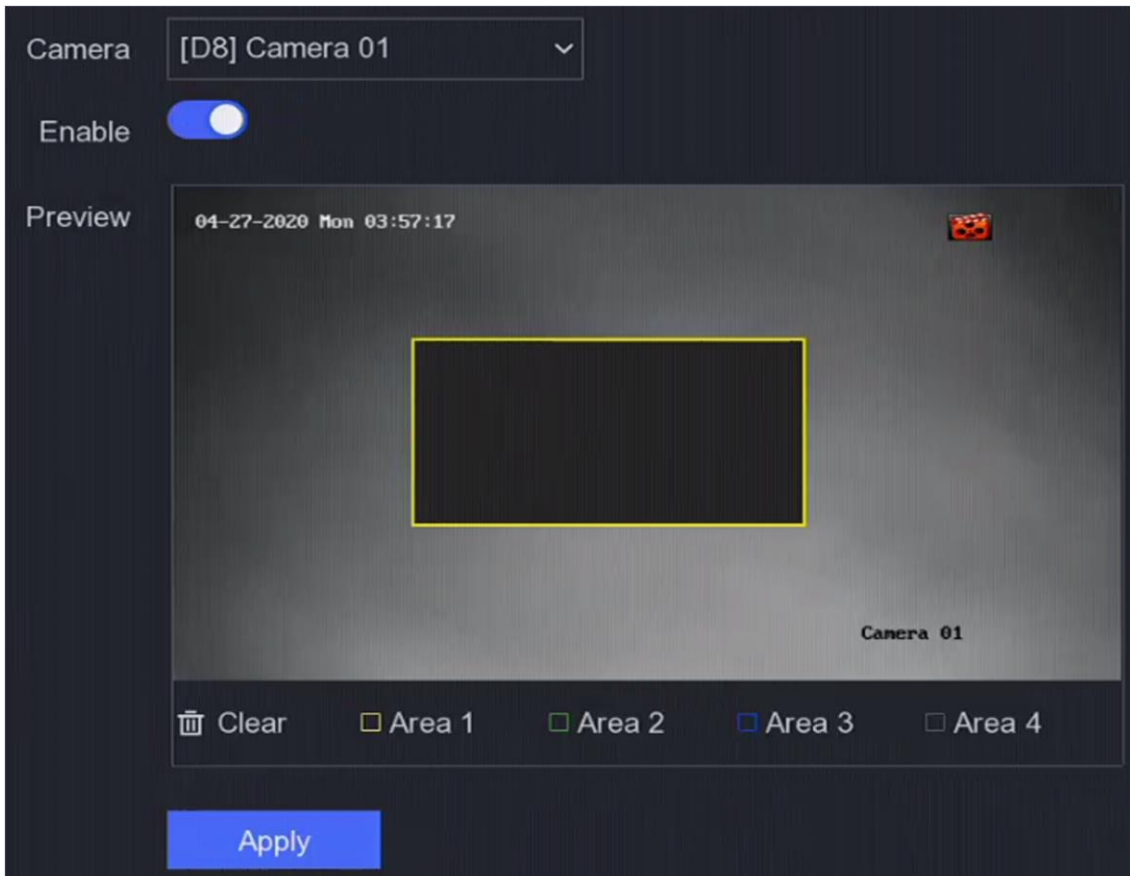 Camera [D8] Camera 01
Enable
Preview
04-27-2020 Mon 03:57:17
Camera 01
Clear Area 1 Area 2 Area 3 Area 4
Apply